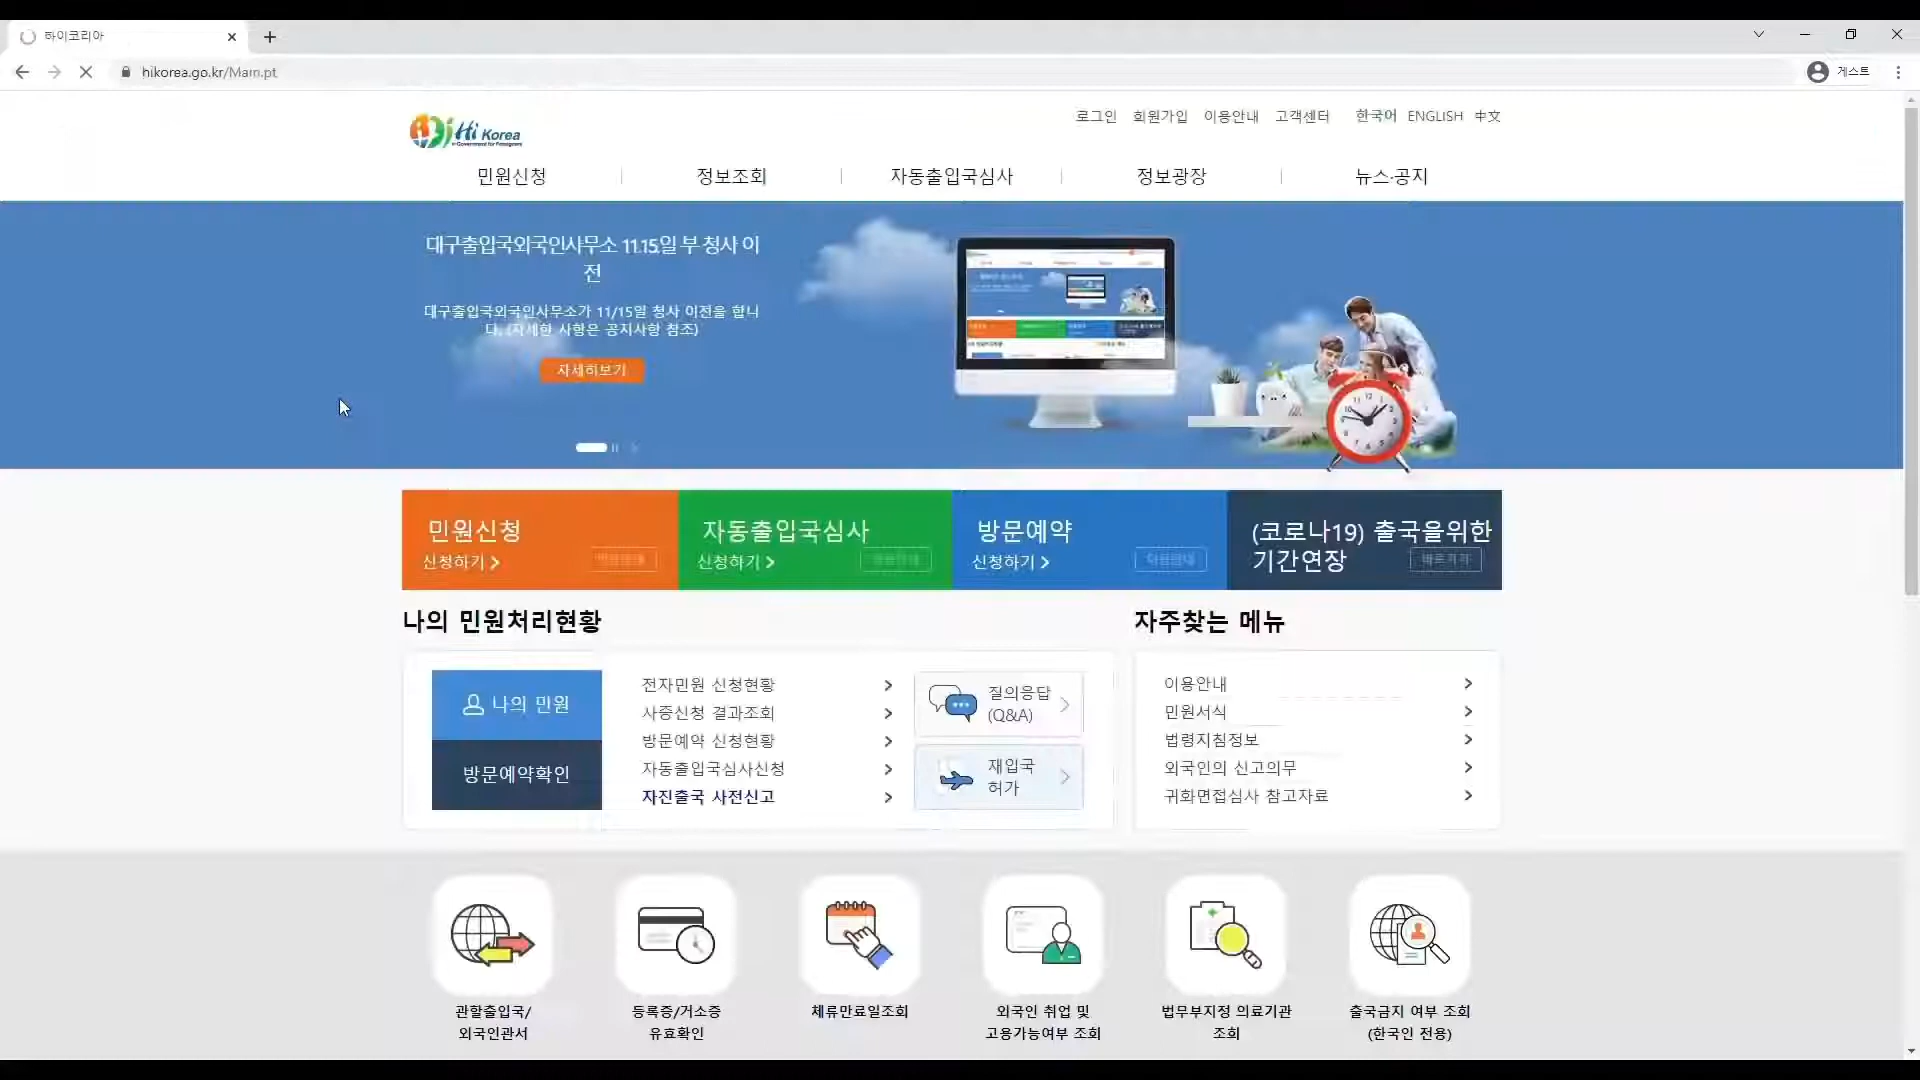 하이코리아
hikorea.go.kr/Main.pt
게스트
Hi Korea
로그인 회원가입 이용안내 고객센터 한국어 ENGLISH 中文
민원신청 정보조회 자동출입국심사 정보광장 뉴스·공지
대구출입국외국인사무소 11.15.일 부 청사 이
전
대구출입국외국인사무소가 11/15일 청사 이전을 합니
다. (자세한 사항은 공지사항 참조)
자세히보기
민원신청
신청하기
자동출입국심사
신청하기
방문예약
신청하기
(코로나19) 출국을위한
기간연장
바로가기
나의 민원처리현황
나의 민원
방문예약확인
전자민원 신청현황
사증신청 결과조회
방문예약 신청현황
자동출입국심사신청
자진출국 사전신고
질의응답
(Q&A)
재입국
허가
자주찾는 메뉴
이용안내
민원서식
법령지침정보
외국인의 신고의무
귀화면접심사 참고자료
관할출입국/
외국인관서
등록증/거소증
유효확인
체류만료일조회
외국인 취업 및
고용가능여부 조회
법무부지정 의료기관
조회
출국금지 여부 조회
(한국인 전용)